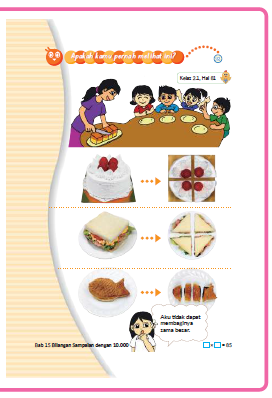 Apakah kamu pernah melihat ini?
Kelas 3.1, Hal 81
Aku tidak dapat
membaginya
sama besar.
Bab 15 Bilangan Sampai dengan 10.000
□ - □ = 85